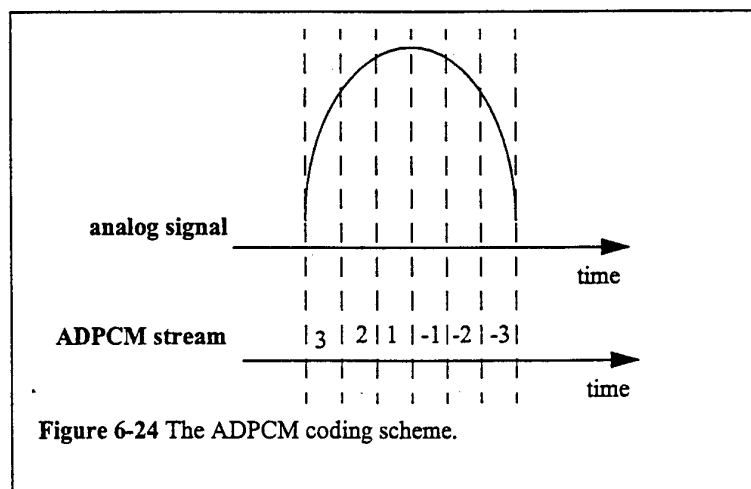 analog signal
time
ADPCM stream
|3|2|1|-1|-2|-3|
time
Figure 6-24 The ADPCM coding scheme.